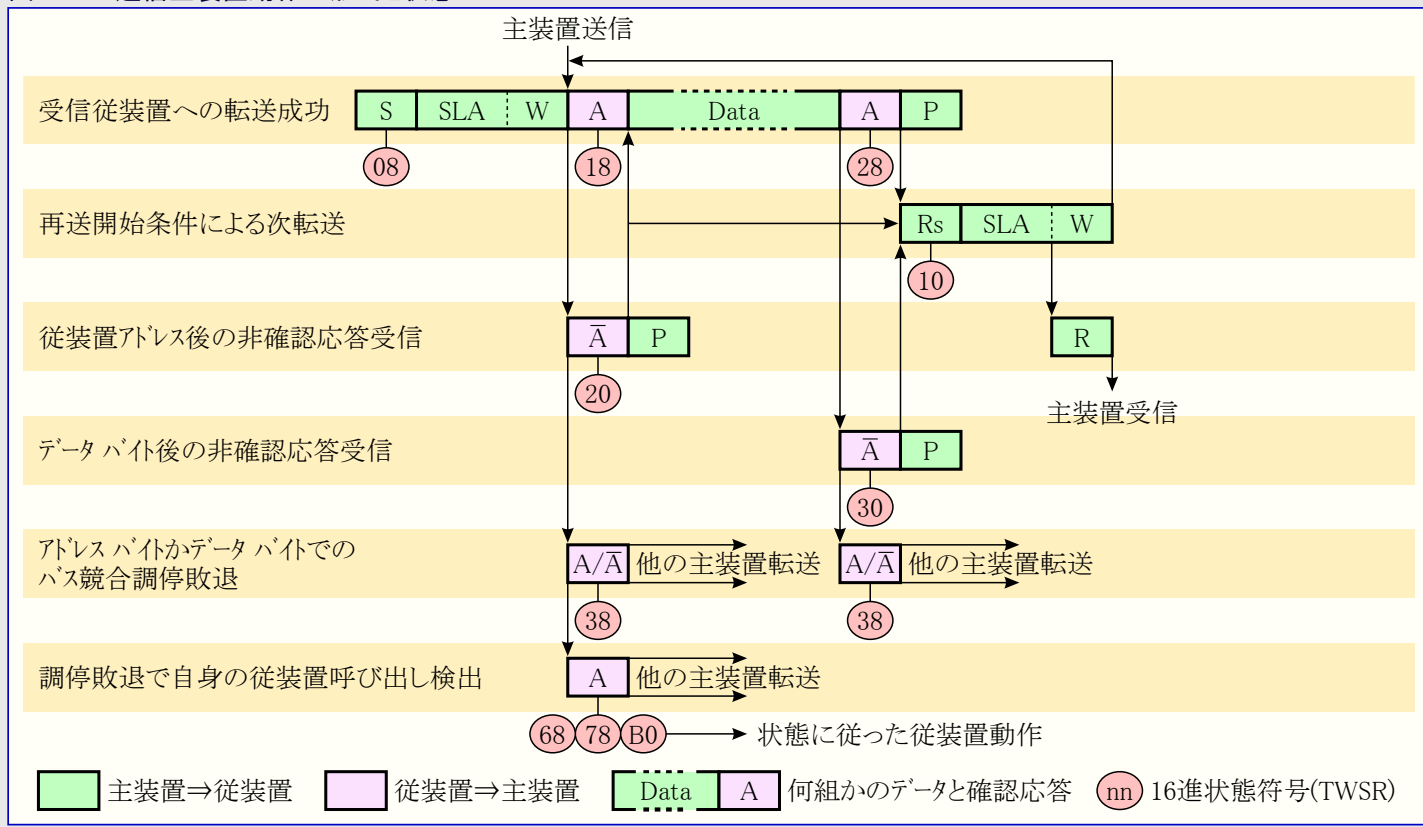 主装置送信
受信従装置への転送成功
S SLA W A Data A P
08 18 28
再送開始条件による次転送
Rs SLA W
10
従装置アドレス後の非確認応答受信
A̅ P R
20
主装置受信
データ バイト後の非確認応答受信
A̅ P
30
アドレス バイトかデータ バイトでの
バス競合調停敗退
A/A̅ 他の主装置転送 A/A̅ 他の主装置転送
38 38
調停敗退で自身の従装置呼び出し検出
A 他の主装置転送
68 78 B0 状態に従った従装置動作
主装置⇒従装置 従装置⇒主装置 Data A 何組かのデータと確認応答 nn 16進状態符号(TWSR)